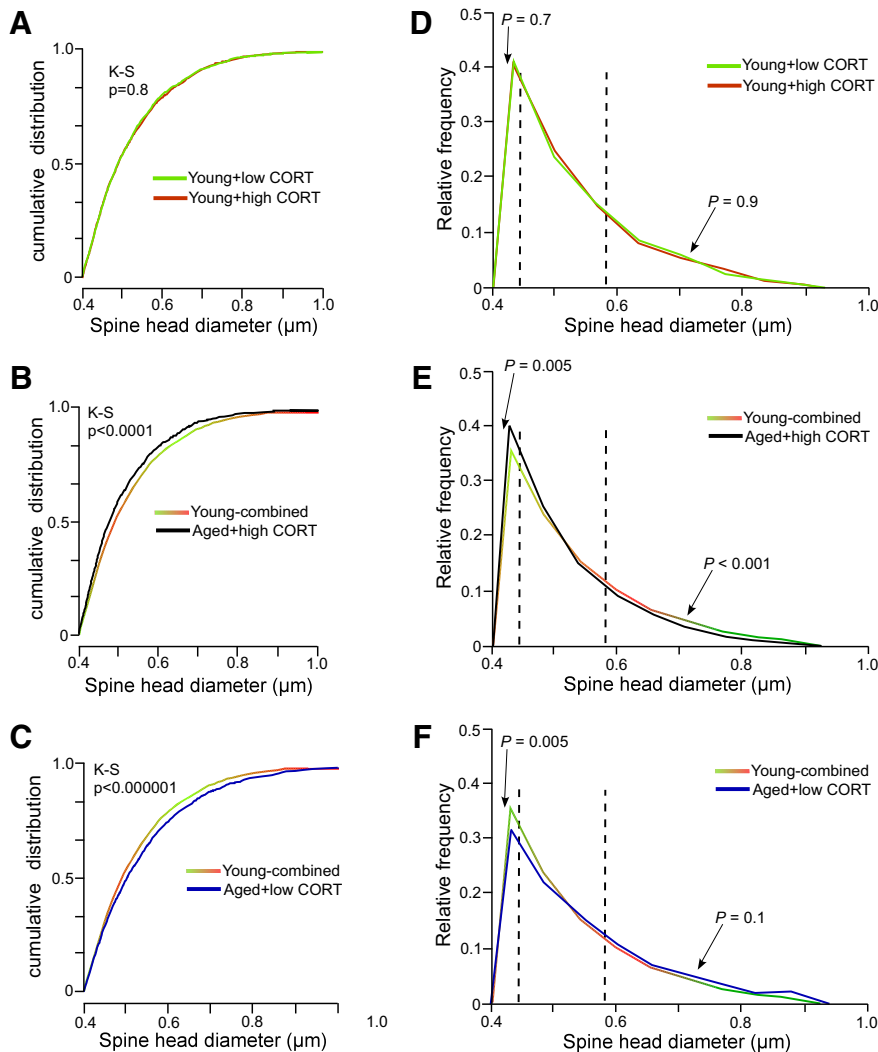 A
1.0
0.5
0
cumulative distribution
K-S
p=0.8
Young+low CORT
Young+high CORT
0.4
0.6
0.8
1.0
Spine head diameter (µm)
D
P = 0.7
0.5
0.4
0.3
0.2
0.1
0
Relative frequency
Young+low CORT
Young+high CORT
P = 0.9
0.4
0.6
0.8
1.0
Spine head diameter (µm)
B
1.0
0.5
0
cumulative distribution
K-S
p<0.0001
Young-combined
Aged+high CORT
0.4
0.6
0.8
1.0
Spine head diameter (µm)
E
P = 0.005
0.5
0.4
0.3
0.2
0.1
0
Relative frequency
Young-combined
Aged+high CORT
P < 0.001
0.4
0.6
0.8
1.0
Spine head diameter (µm)
C
1.0
0.5
0
cumulative distribution
K-S
p<0.000001
Young-combined
Aged+low CORT
0.4
0.6
0.8
1.0
Spine head diameter (µm)
F
P = 0.005
0.5
0.4
0.3
0.2
0.1
0
Relative frequency
Young-combined
Aged+low CORT
P = 0.1
0.4
0.6
0.8
1.0
Spine head diameter (µm)